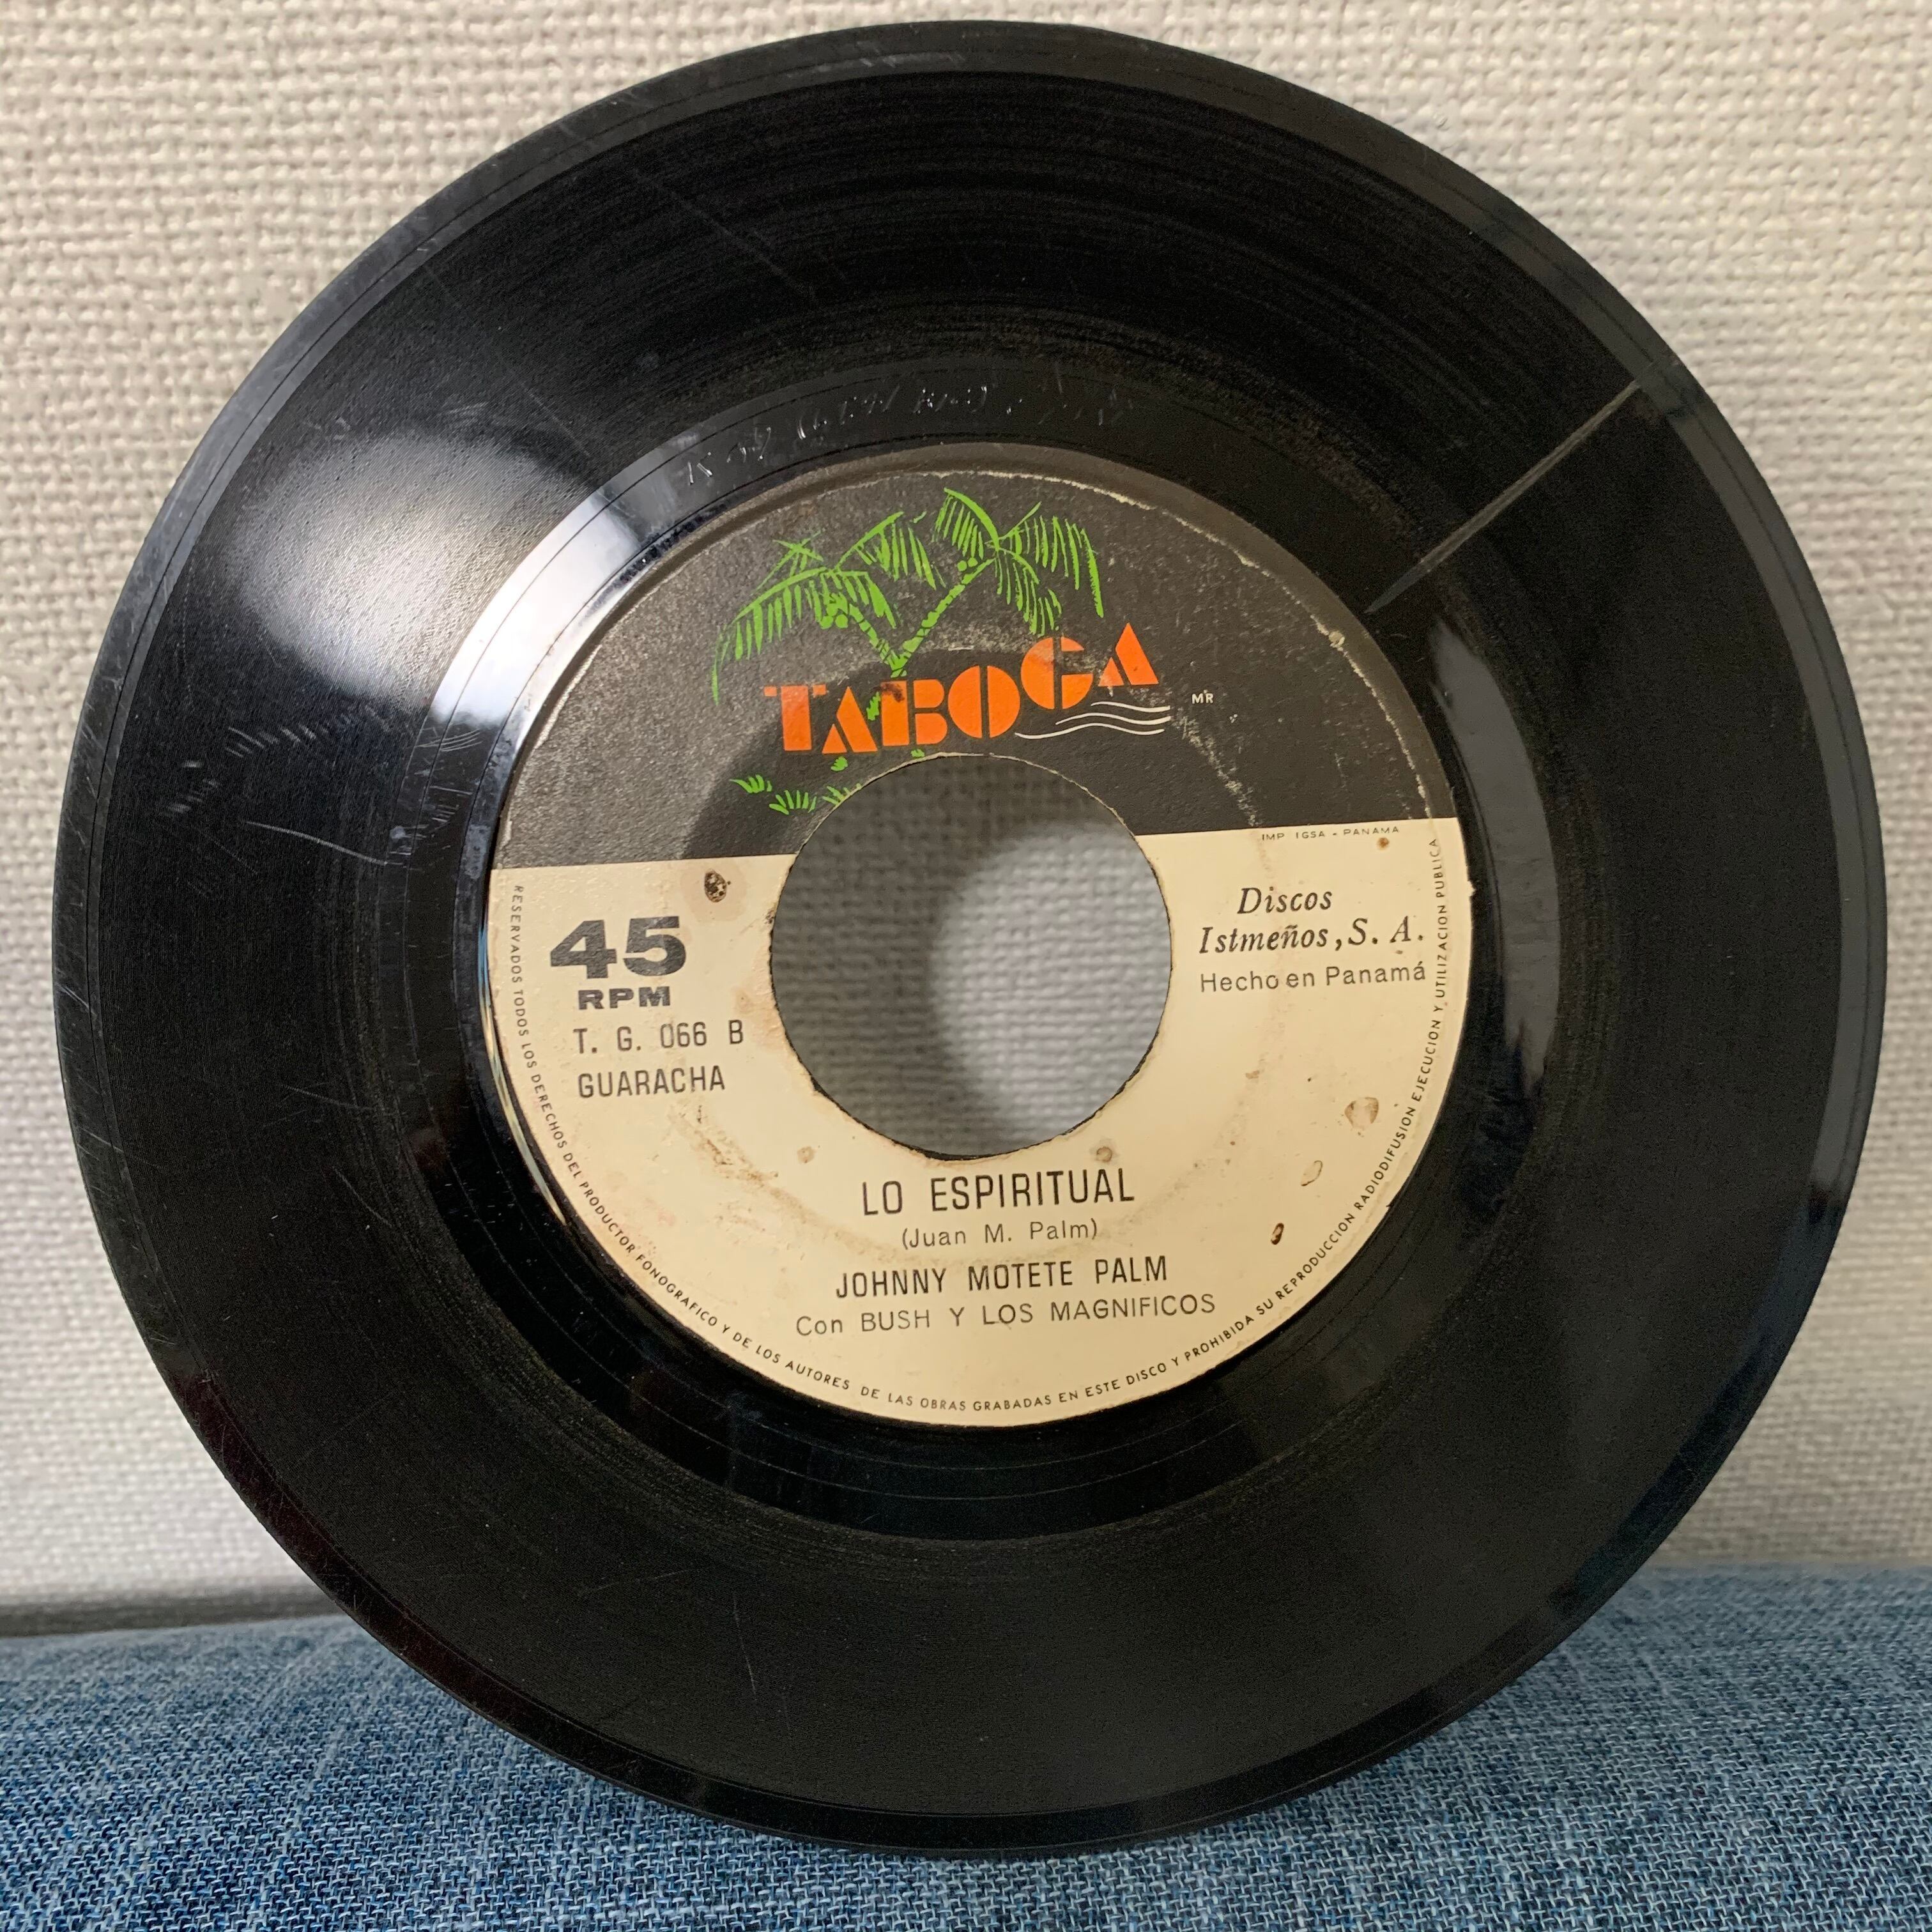 TABOGA
MR
IMP IGSA - PANAMA
Discos
Istmeños, S. A.
Hecho en Panamá
45
RPM
T. G. 066 B
GUARACHA
LO ESPIRITUAL
(Juan M. Palm)
JOHNNY MOTETE PALM
Con BUSH Y LOS MAGNIFICOS
RESERVADOS TODOS LOS DERECHOS DEL PRODUCTOR FONOGRAFICO Y DE LOS AUTORES DE LAS OBRAS GRABADAS EN ESTE DISCO Y PROHIBIDA SU REPRODUCCION RADIODIFUSION EJECUCION Y UTILIZACION PUBLICA